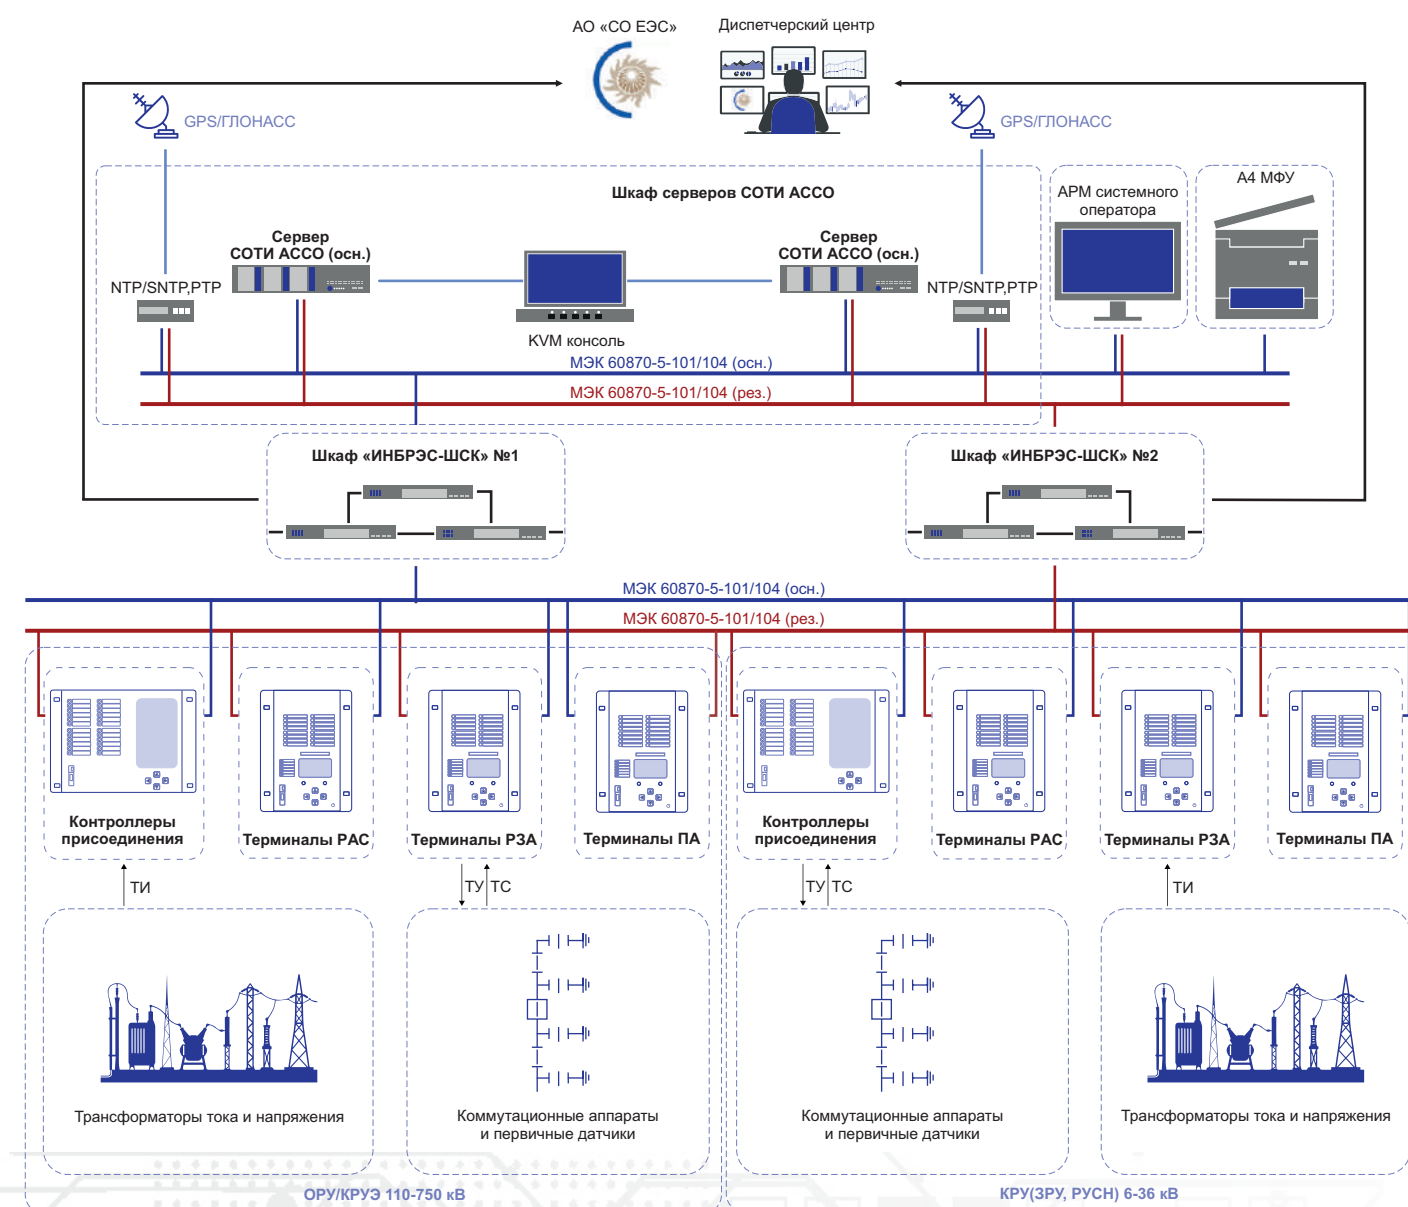 АО «СО ЕЭС»
Диспетчерский центр
GPS/ГЛОНАСС
GPS/ГЛОНАСС
Шкаф серверов СОТИ АССО
АРМ системного
оператора
А4 МФУ
Сервер
СОТИ АССО (осн.)
Сервер
СОТИ АССО (осн.)
NTP/SNTP,PTP
NTP/SNTP,PTP
KVM консоль
МЭК 60870-5-101/104 (осн.)
МЭК 60870-5-101/104 (рез.)
Шкаф «ИНБРЭС-ШСК» №1
Шкаф «ИНБРЭС-ШСК» №2
МЭК 60870-5-101/104 (осн.)
МЭК 60870-5-101/104 (рез.)
Контроллеры
присоединения
Терминалы РАС
Терминалы РЗА
Терминалы ПА
Контроллеры
присоединения
Терминалы РАС
Терминалы РЗА
Терминалы ПА
ТИ
ТУ
ТС
ТУ
ТС
ТИ
Трансформаторы тока и напряжения
Коммутационные аппараты
и первичные датчики
Коммутационные аппараты
и первичные датчики
Трансформаторы тока и напряжения
ОРУ/КРУЭ 110-750 кВ
КРУ(ЗРУ, РУСН) 6-36 кВ